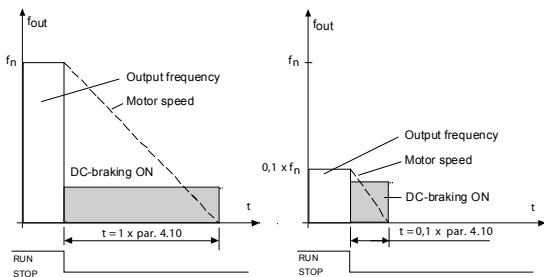 fout
fn
Output frequency
Motor speed
DC-braking ON
t
t = 1 x par. 4.10
RUN
STOP
fout
fn
Output frequency
Motor speed
0,1 x fn
DC-braking ON
t
t = 0,1 x par. 4.10
RUN
STOP